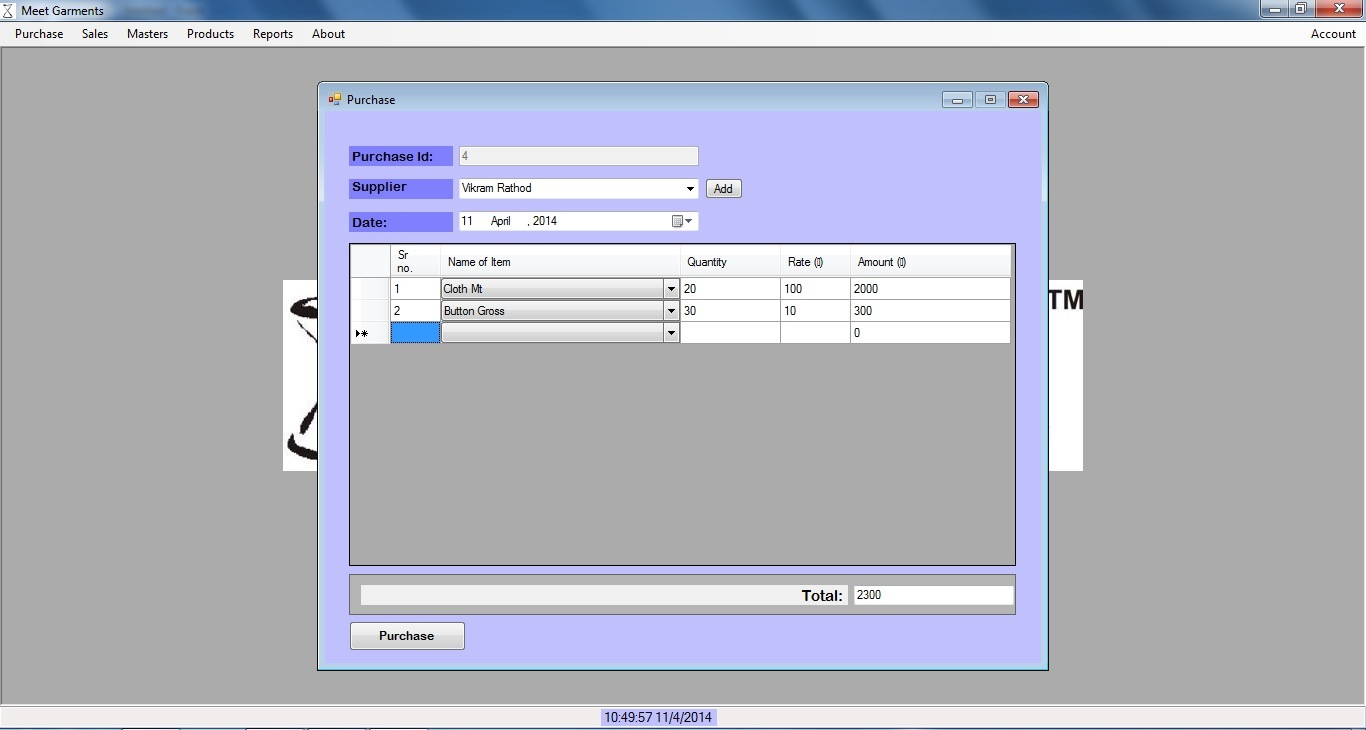 Meet Garments
Purchase Sales Masters Products Reports About Account
Purchase
Purchase Id: 4
Supplier Vikram Rathod Add
Date: 11 April , 2014
Sr no. Name of Item Quantity Rate (▯) Amount (▯)
1 Cloth Mt 20 100 2000
2 Button Gross 30 10 300
0
TM
Total: 2300
Purchase
10:49:57 11/4/2014